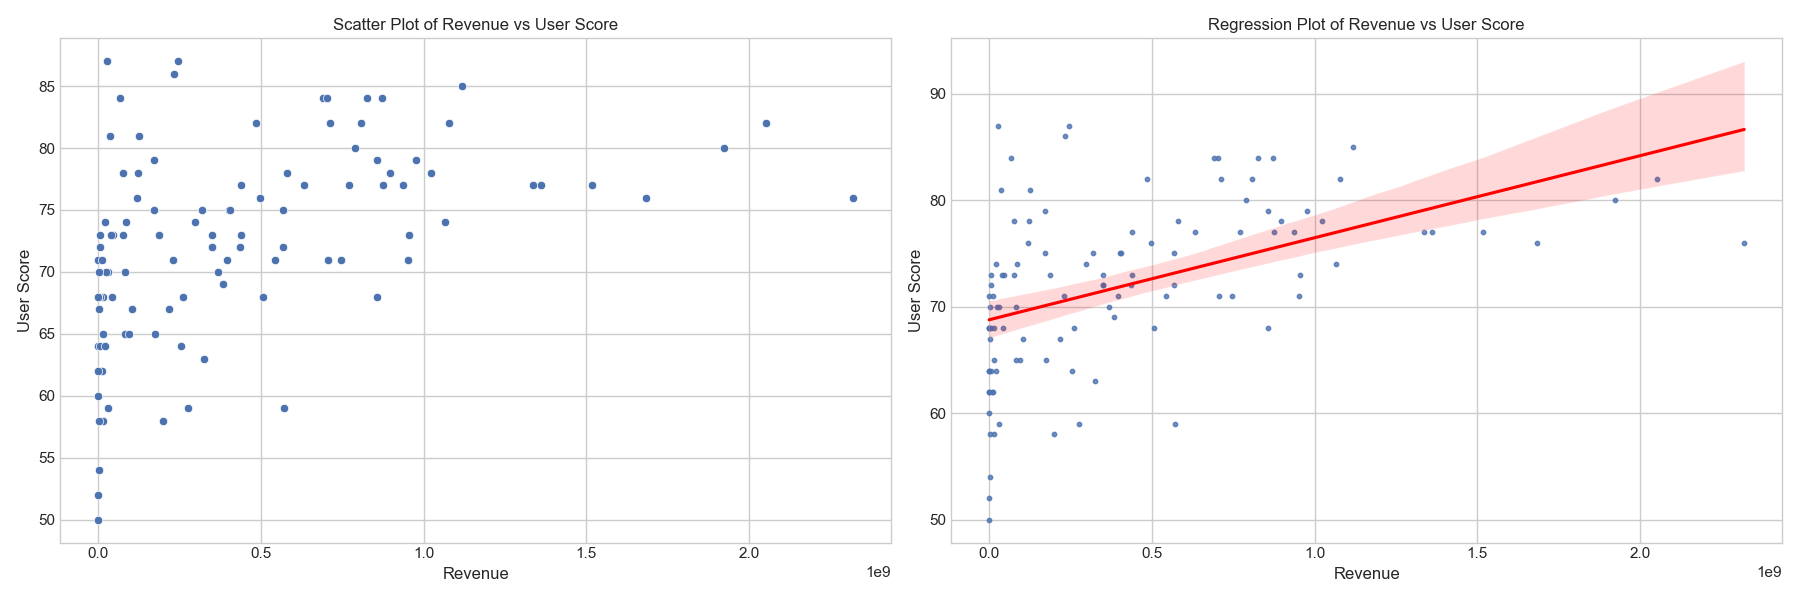 Scatter Plot of Revenue vs User Score
User Score
85
80
75
70
65
60
55
50
0.0 0.5 1.0 1.5 2.0
1e9
Revenue
Regression Plot of Revenue vs User Score
User Score
90
80
70
60
50
0.0 0.5 1.0 1.5 2.0
1e9
Revenue